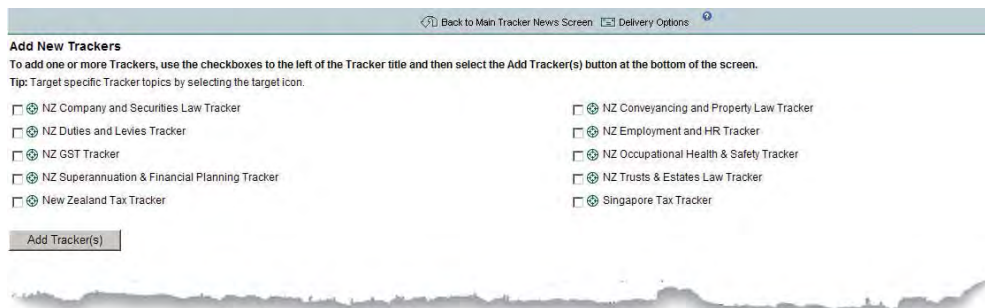 Back to Main Tracker News Screen Delivery Options ?
Add New Trackers
To add one or more Trackers, use the checkboxes to the left of the Tracker title and then select the Add Tracker(s) button at the bottom of the screen.
Tip: Target specific Tracker topics by selecting the target icon.
NZ Company and Securities Law Tracker
NZ Duties and Levies Tracker
NZ GST Tracker
NZ Superannuation & Financial Planning Tracker
New Zealand Tax Tracker
NZ Conveyancing and Property Law Tracker
NZ Employment and HR Tracker
NZ Occupational Health & Safety Tracker
NZ Trusts & Estates Law Tracker
Singapore Tax Tracker
Add Tracker(s)